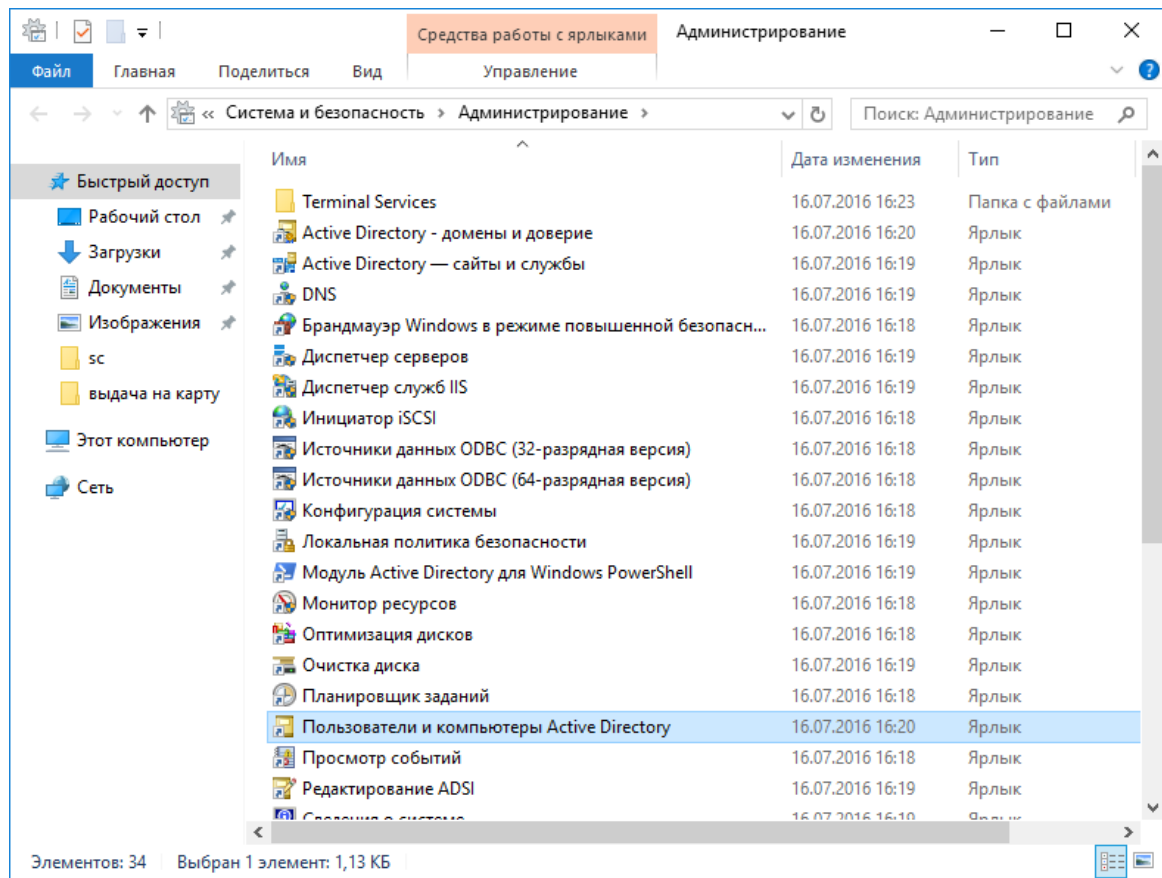 Средства работы с ярлыками Администрирование
Файл Главная Поделиться Вид Управление
« Система и безопасность › Администрирование › Поиск: Администрирование
Имя Дата изменения Тип
Быстрый доступ
Рабочий стол
Загрузки
Документы
Изображения
sc
выдача на карту
Этот компьютер
Сеть
Terminal Services 16.07.2016 16:23 Папка с файлами
Active Directory - домены и доверие 16.07.2016 16:20 Ярлык
Active Directory — сайты и службы 16.07.2016 16:19 Ярлык
DNS 16.07.2016 16:19 Ярлык
Брандмауэр Windows в режиме повышенной безопасн... 16.07.2016 16:18 Ярлык
Диспетчер серверов 16.07.2016 16:19 Ярлык
Диспетчер служб IIS 16.07.2016 16:19 Ярлык
Инициатор iSCSI 16.07.2016 16:18 Ярлык
Источники данных ODBC (32-разрядная версия) 16.07.2016 16:18 Ярлык
Источники данных ODBC (64-разрядная версия) 16.07.2016 16:18 Ярлык
Конфигурация системы 16.07.2016 16:18 Ярлык
Локальная политика безопасности 16.07.2016 16:19 Ярлык
Модуль Active Directory для Windows PowerShell 16.07.2016 16:19 Ярлык
Монитор ресурсов 16.07.2016 16:18 Ярлык
Оптимизация дисков 16.07.2016 16:18 Ярлык
Очистка диска 16.07.2016 16:19 Ярлык
Планировщик заданий 16.07.2016 16:18 Ярлык
Пользователи и компьютеры Active Directory 16.07.2016 16:20 Ярлык
Просмотр событий 16.07.2016 16:18 Ярлык
Редактирование ADSI 16.07.2016 16:19 Ярлык
Сведения о системе 16.07.2016 16:19 Ярлык
Элементов: 34 Выбран 1 элемент: 1,13 КБ